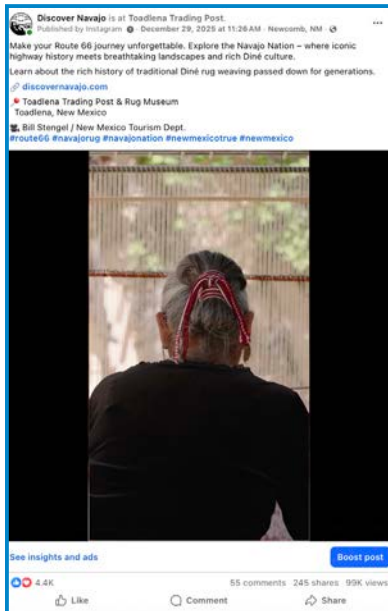 Discover Navajo is at Toadlena Trading Post.
Published by Instagram · December 29, 2025 at 11:26 AM · Newcomb, NM ·
Make your Route 66 journey unforgettable. Explore the Navajo Nation – where iconic
highway history meets breathtaking landscapes and rich Diné culture.
Learn about the rich history of traditional Diné rug weaving passed down for generations.
discovernavajo.com
Toadlena Trading Post & Rug Museum
Toadlena, New Mexico
Bill Stengel / New Mexico Tourism Dept.
#route66 #navajorug #navajonation #newmexicotrue #newmexico
See insights and ads
Boost post
4.4K
55 comments 245 shares 99K views
Like Comment Share